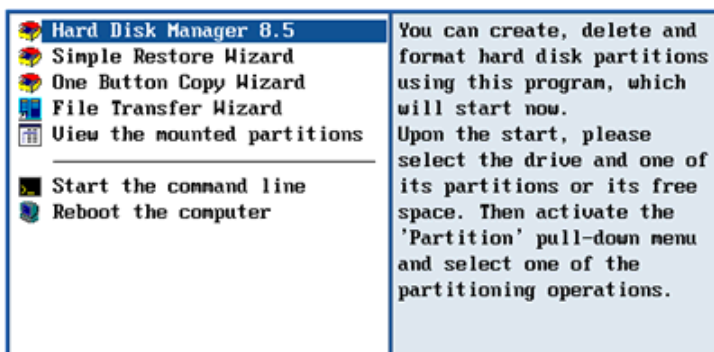 Hard Disk Manager 8.5
Simple Restore Wizard
One Button Copy Wizard
File Transfer Wizard
View the mounted partitions
Start the command line
Reboot the computer
You can create, delete and
format hard disk partitions
using this program, which
will start now.
Upon the start, please
select the drive and one of
its partitions or its free
space. Then activate the
'Partition' pull-down menu
and select one of the
partitioning operations.